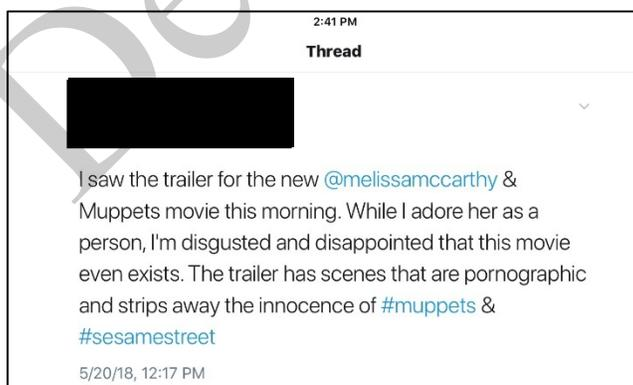 2:41 PM
Thread
I saw the trailer for the new @melissamccarthy &
Muppets movie this morning. While I adore her as a
person, I'm disgusted and disappointed that this movie
even exists. The trailer has scenes that are pornographic
and strips away the innocence of #muppets &
#sesamestreet
5/20/18, 12:17 PM